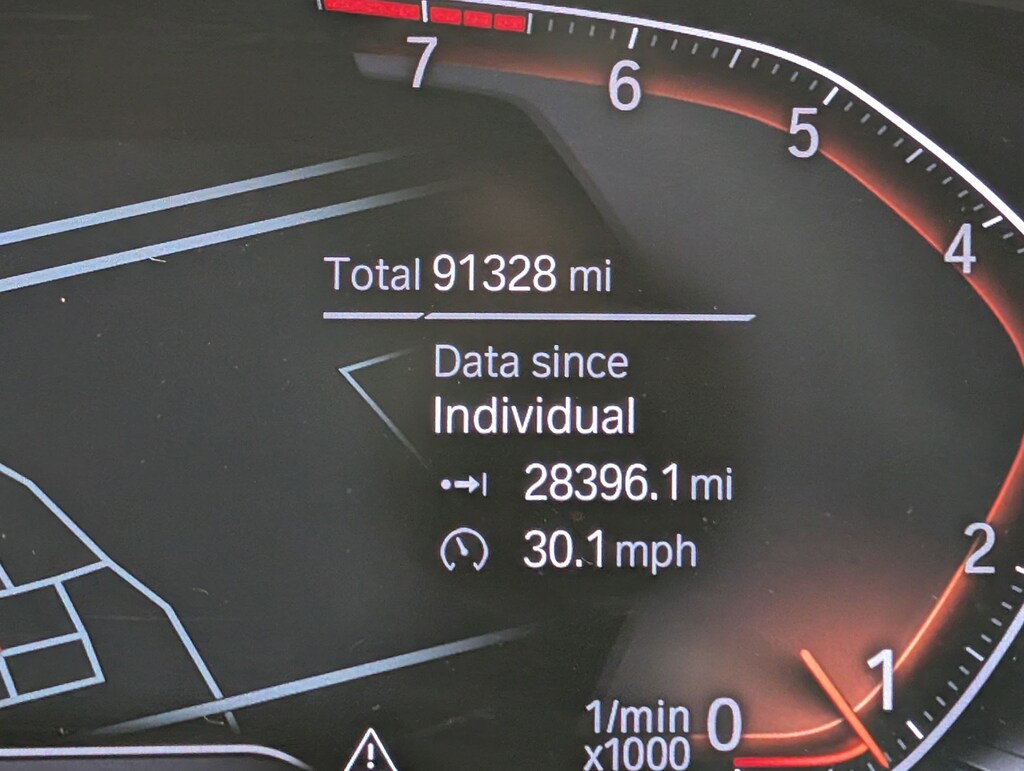 7
6
5
4
Total 91328 mi
Data since
Individual
28396.1 mi
30.1 mph
2
1
1/min 0
x1000